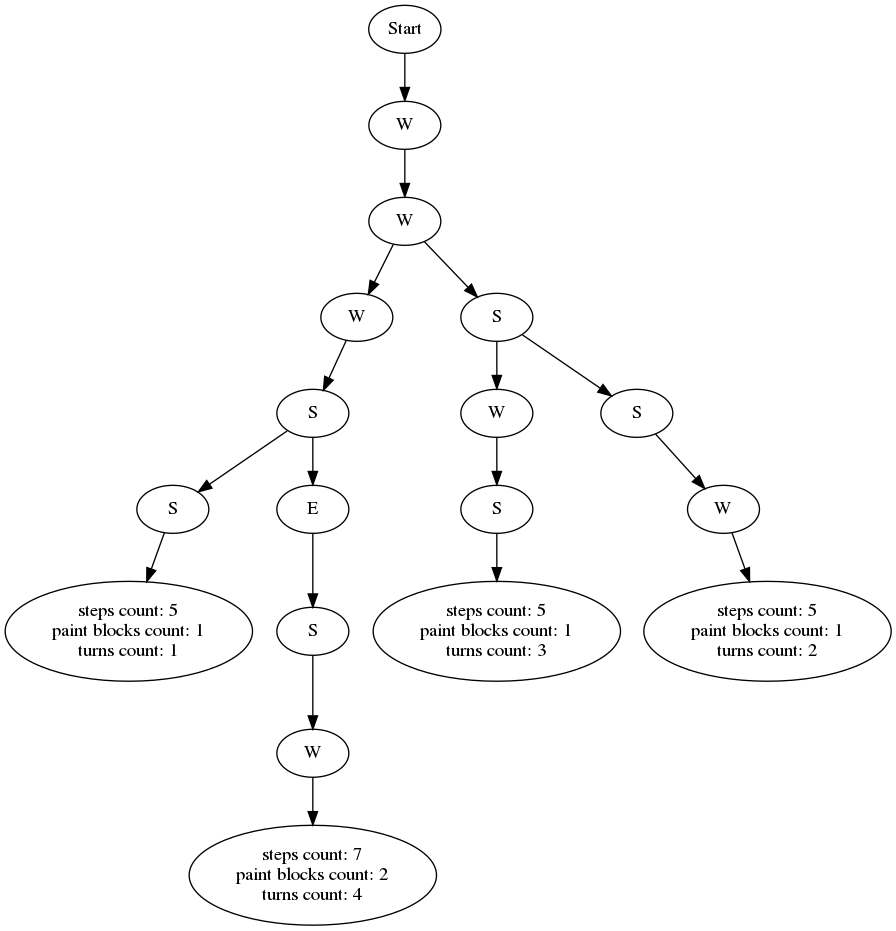 Start
W
W
W
S
S
W
S
S
E
S
W
steps count: 5
paint blocks count: 1
turns count: 1
S
steps count: 5
paint blocks count: 1
turns count: 3
steps count: 5
paint blocks count: 1
turns count: 2
W
steps count: 7
paint blocks count: 2
turns count: 4